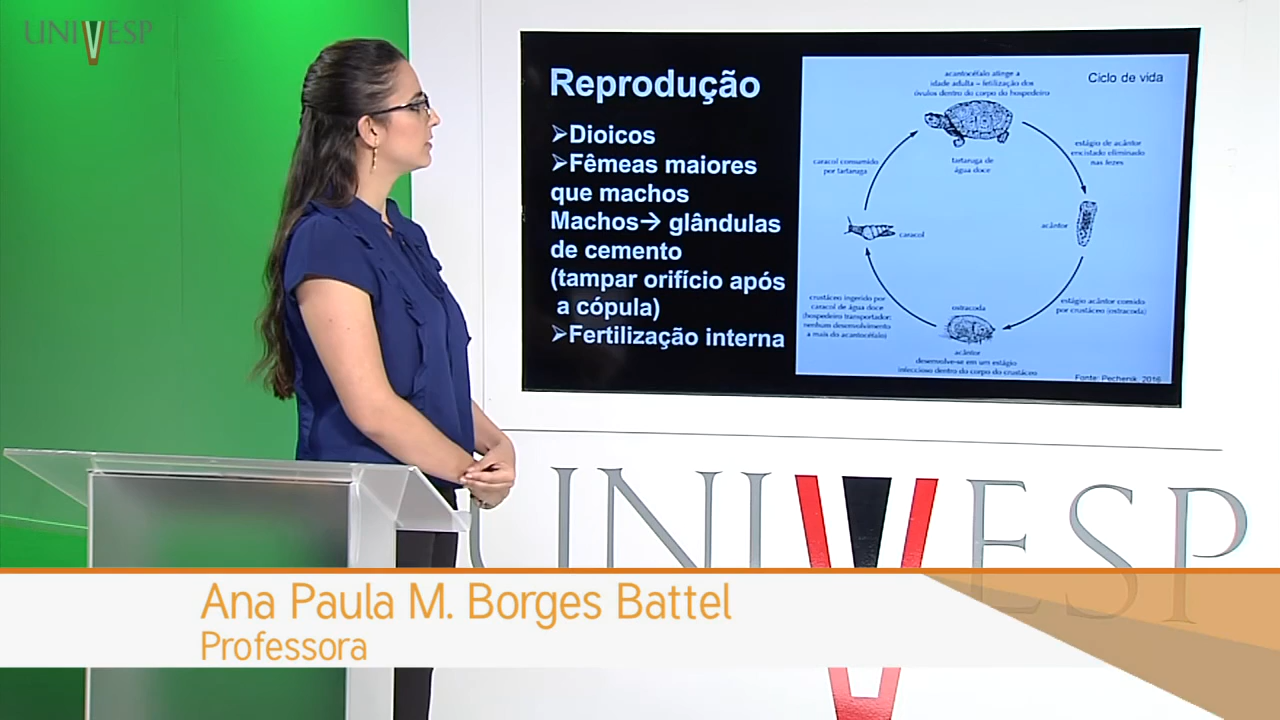 UNIVESP
Reprodução
➢Dioicos
➢Fêmeas maiores
que machos
Machos→ glândulas
de cemento
(tampar orifício após
a cópula)
➢Fertilização interna
Ciclo de vida
acantocéfalo atinge a
idade adulta – fetilização dos
óvulos dentro do corpo do hospedeiro
estágio de acântor
encistado eliminado
nas fezes
caracol consumido
por tartaruga
tartaruga de
água doce
acântor
caracol
crustáceo ingerido por
caracol de água doce
(hospedeiro transportador:
nenhum desenvolvimento
a mais do acantocéfalo)
ostracoda
estágio acântor comido
por crustáceo (ostracoda)
acântor
desenvolve-se em um estágio
infeccioso dentro do corpo do crustáceo
Fonte: Pechenik, 2016
UNIVESP
Ana Paula M. Borges Battel
Professora